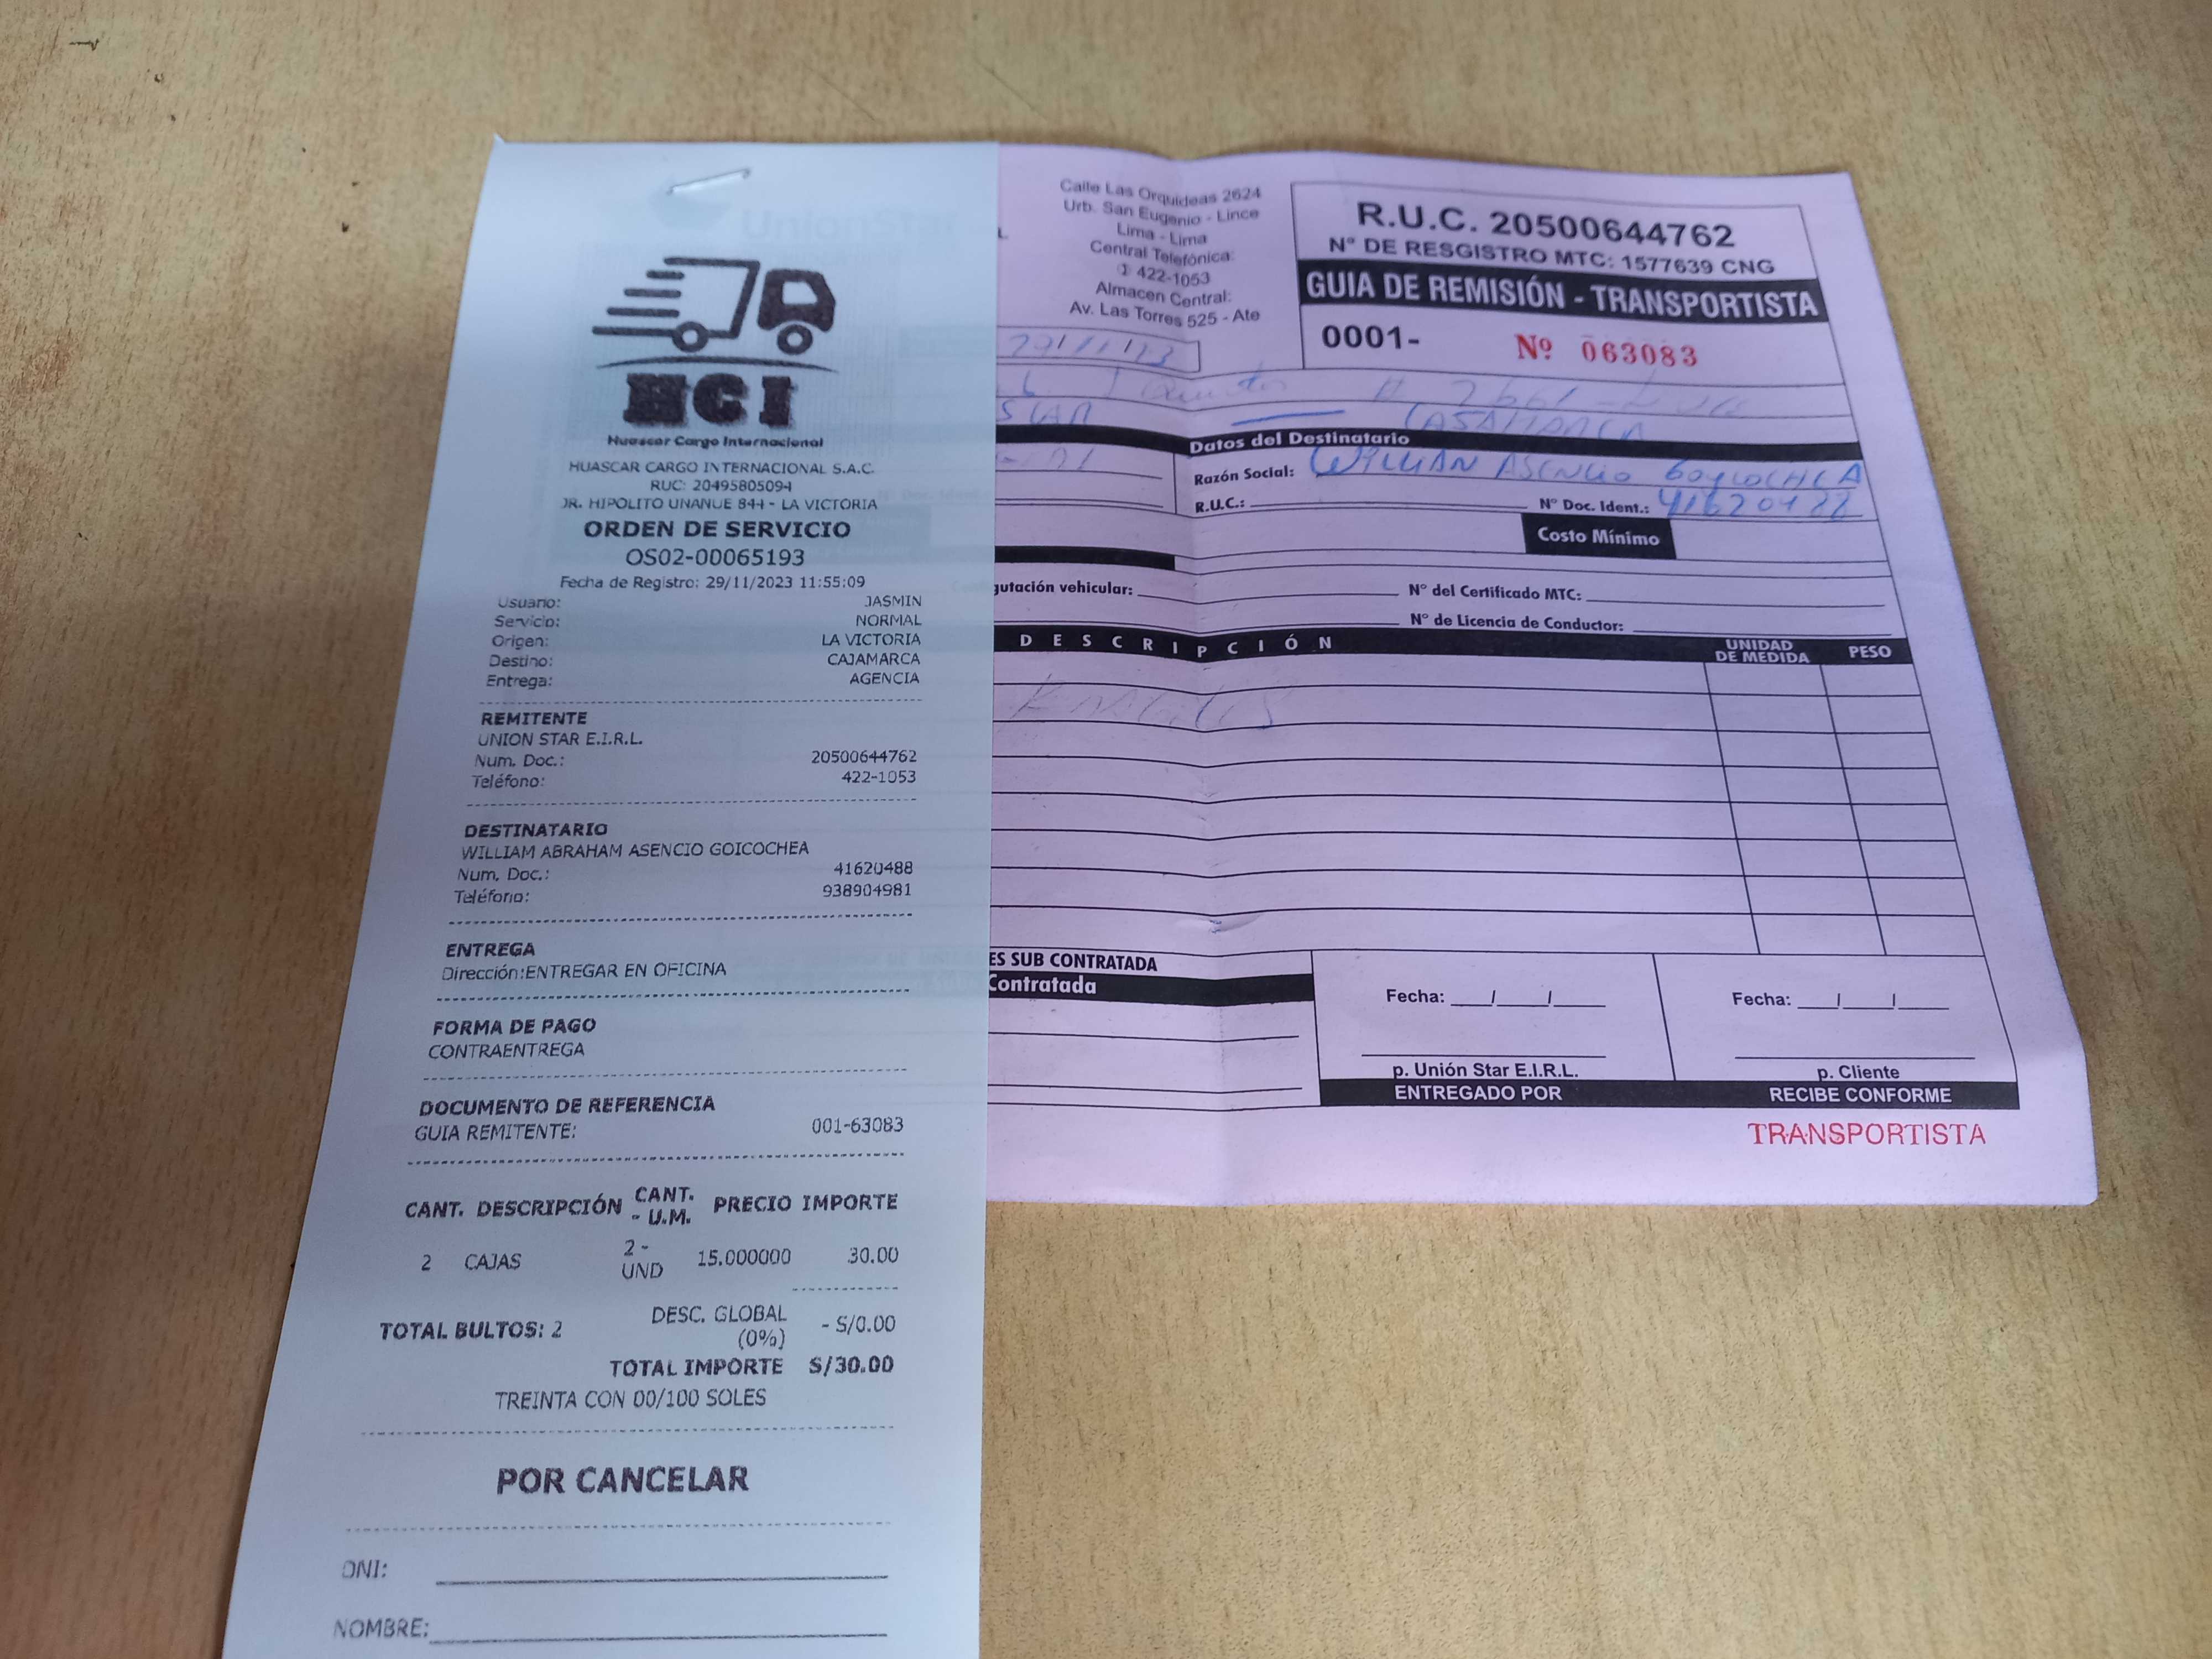 HCI
Huascar Cargo Internacional
HUASCAR CARGO INTERNACIONAL S.A.C.
RUC: 20495805094
JR. HIPOLITO UNANUE 844 - LA VICTORIA
ORDEN DE SERVICIO
OS02-00065193
Fecha de Registro: 29/11/2023 11:55:09
Usuario: JASMIN
Servicio: NORMAL
Origen: LA VICTORIA
Destino: CAJAMARCA
Entrega: AGENCIA
REMITENTE
UNION STAR E.I.R.L.
Num. Doc.: 20500644762
Teléfono: 422-1053
DESTINATARIO
WILLIAM ABRAHAM ASENCIO GOICOCHEA
Num. Doc.: 41620488
Teléfono: 938904981
ENTREGA
Dirección:ENTREGAR EN OFICINA
FORMA DE PAGO
CONTRAENTREGA
DOCUMENTO DE REFERENCIA
GUIA REMITENTE: 001-63083
CANT. DESCRIPCIÓN CANT. - U.M. PRECIO IMPORTE
2 CAJAS 2 - UND 15.000000 30.00
TOTAL BULTOS: 2
DESC. GLOBAL (0%) - S/0.00
TOTAL IMPORTE S/30.00
TREINTA CON 00/100 SOLES
POR CANCELAR
DNI:
NOMBRE:
UnionStar
Calle Las Orquídeas 2624
Urb. San Eugenio - Lince
Lima - Lima
Central Telefónica:
422-1053
Almacen Central:
Av. Las Torres 525 - Ate
R.U.C. 20500644762
N° DE RESGISTRO MTC: 1577639 CNG
GUIA DE REMISIÓN - TRANSPORTISTA
0001- Nº 063083
Datos del Destinatario
Razón Social: WILLIAN ASENCIO
R.U.C.: N° Doc. Ident.:
Costo Mínimo
vehicular: N° del Certificado MTC:
N° de Licencia de Conductor:
DESCRIPCIÓN UNIDAD DE MEDIDA PESO
ES SUB CONTRATADA
Contratada
Fecha: __/__/__ Fecha: __/__/__
p. Unión Star E.I.R.L. p. Cliente
ENTREGADO POR RECIBE CONFORME
TRANSPORTISTA